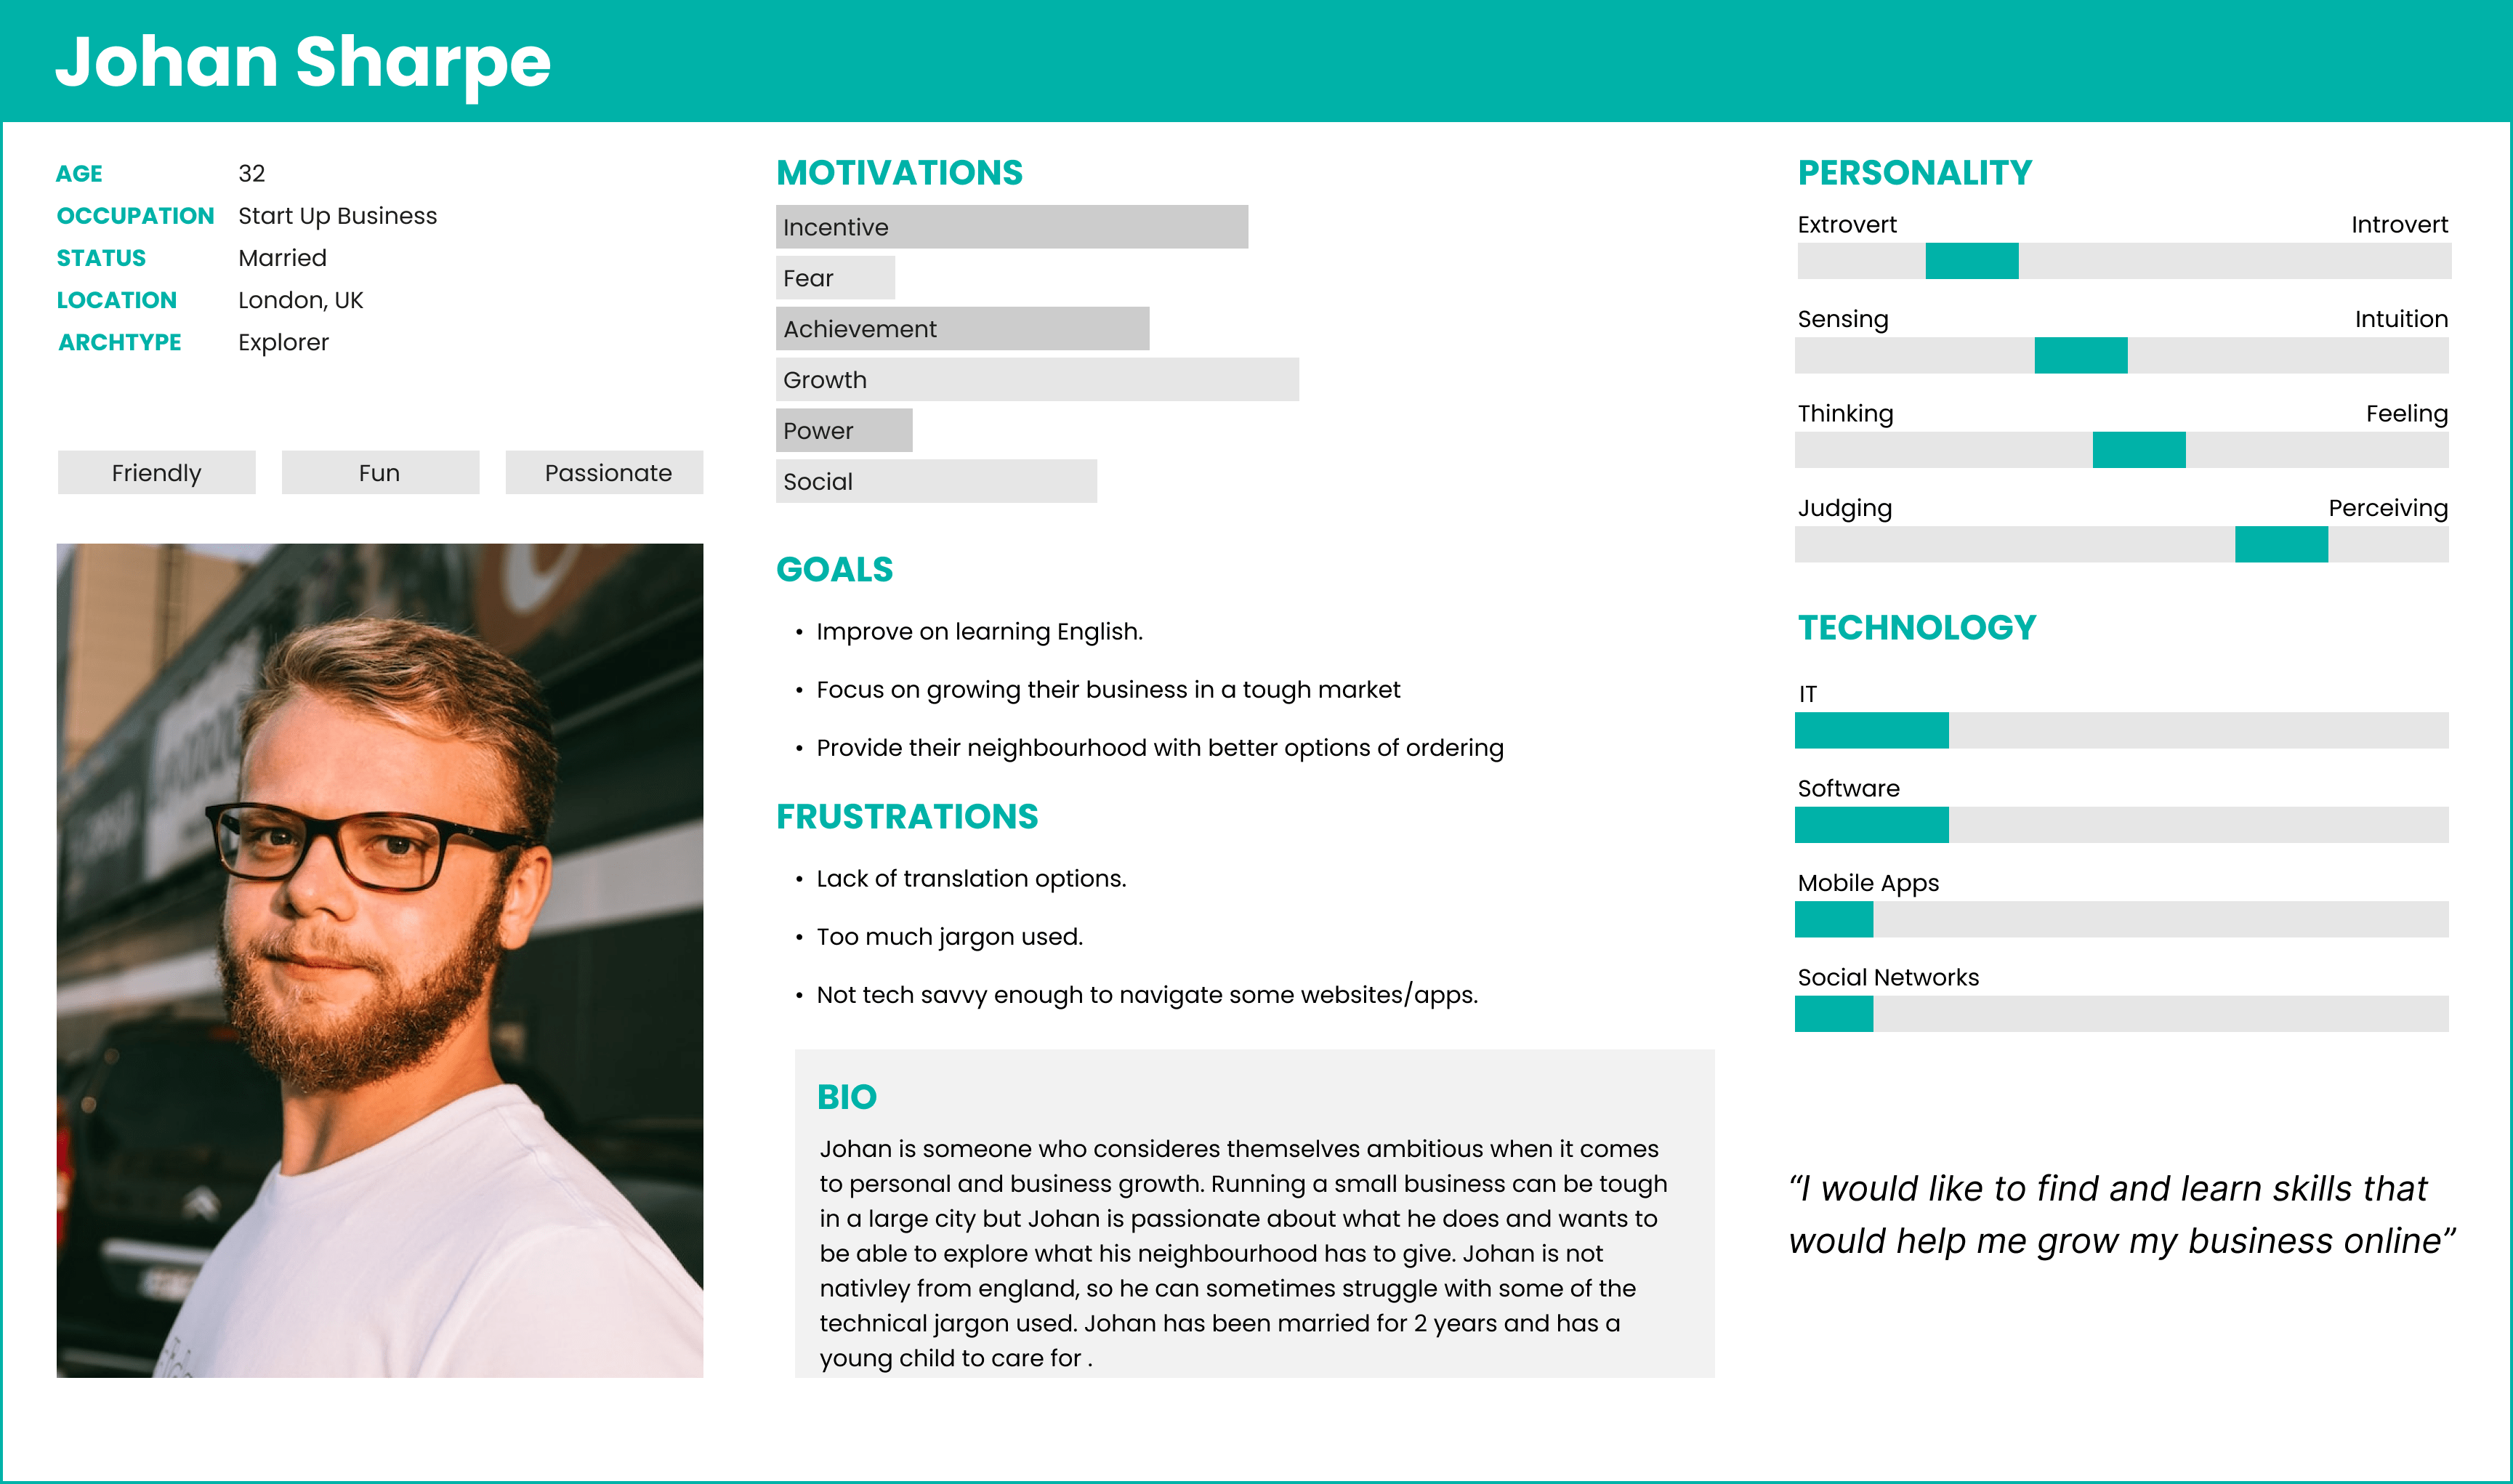 Johan Sharpe
AGE 32
OCCUPATION Start Up Business
STATUS Married
LOCATION London, UK
ARCHTYPE Explorer
Friendly Fun Passionate
MOTIVATIONS
Incentive
Fear
Achievement
Growth
Power
Social
GOALS
• Improve on learning English.
• Focus on growing their business in a tough market
• Provide their neighbourhood with better options of ordering
FRUSTRATIONS
• Lack of translation options.
• Too much jargon used.
• Not tech savvy enough to navigate some websites/apps.
BIO
Johan is someone who consideres themselves ambitious when it comes
to personal and business growth. Running a small business can be tough
in a large city but Johan is passionate about what he does and wants to
be able to explore what his neighbourhood has to give. Johan is not
nativley from england, so he can sometimes struggle with some of the
technical jargon used. Johan has been married for 2 years and has a
young child to care for .
PERSONALITY
Extrovert Introvert
Sensing Intuition
Thinking Feeling
Judging Perceiving
TECHNOLOGY
IT
Software
Mobile Apps
Social Networks
“I would like to find and learn skills that
would help me grow my business online”